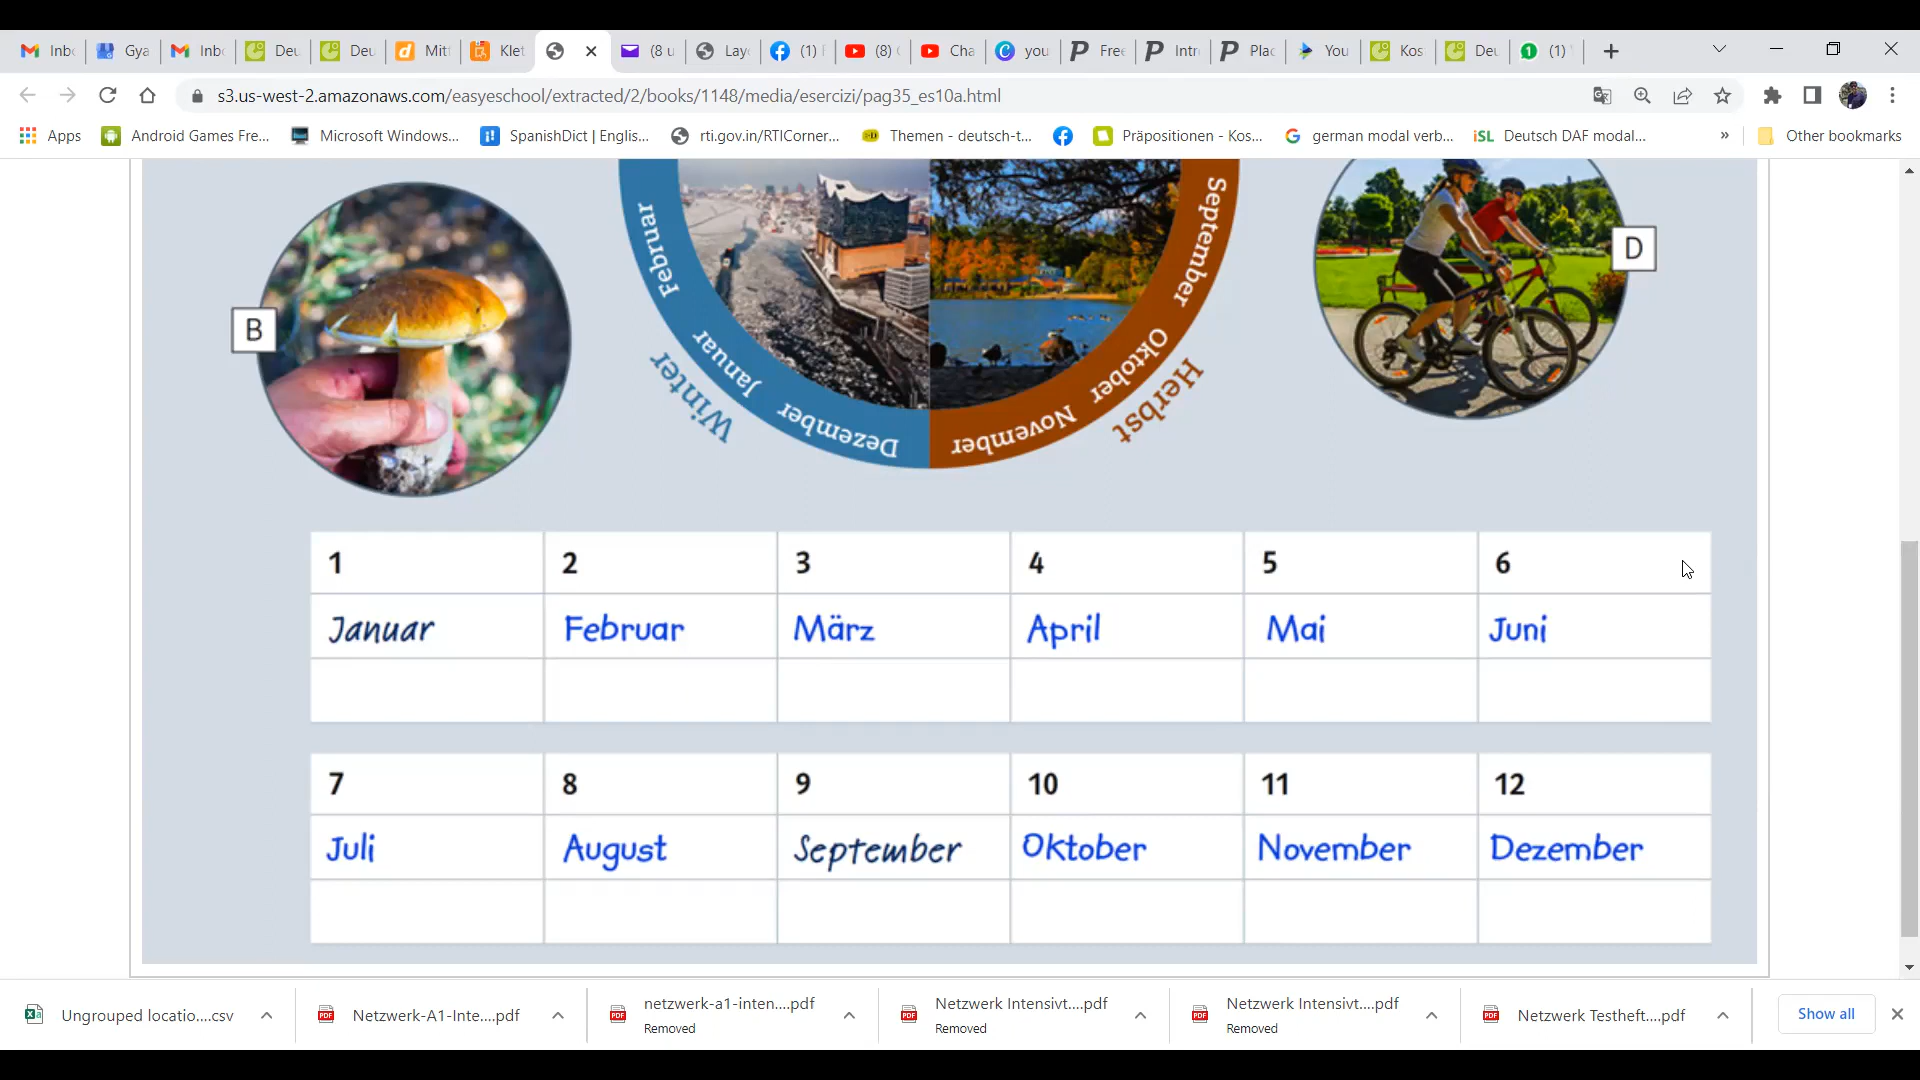 Inb
Gya
Inb
Deu
Deu
Mit
Klet
(8 u
Lay
(1) F
(8)
Cha
you
Free
Intr
Plac
You
Kos
Deu
(1)
s3.us-west-2.amazonaws.com/easyeschool/extracted/2/books/1148/media/esercizi/pag35_es10a.html
Apps
Android Games Fre...
Microsoft Windows...
SpanishDict | Englis...
rti.gov.in/RTICorner...
Themen - deutsch-t...
Präpositionen - Kos...
german modal verb...
iSL Deutsch DAF modal...
»
Other bookmarks
B
Februar
Januar
Dezember
Winter
September
Oktober
November
Herbst
D
1 2 3 4 5 6
Januar Februar März April Mai Juni
7 8 9 10 11 12
Juli August September Oktober November Dezember
Ungrouped locatio....csv
Netzwerk-A1-Inte....pdf
netzwerk-a1-inten....pdf
Removed
Netzwerk Intensivt....pdf
Removed
Netzwerk Intensivt....pdf
Removed
Netzwerk Testheft....pdf
Show all